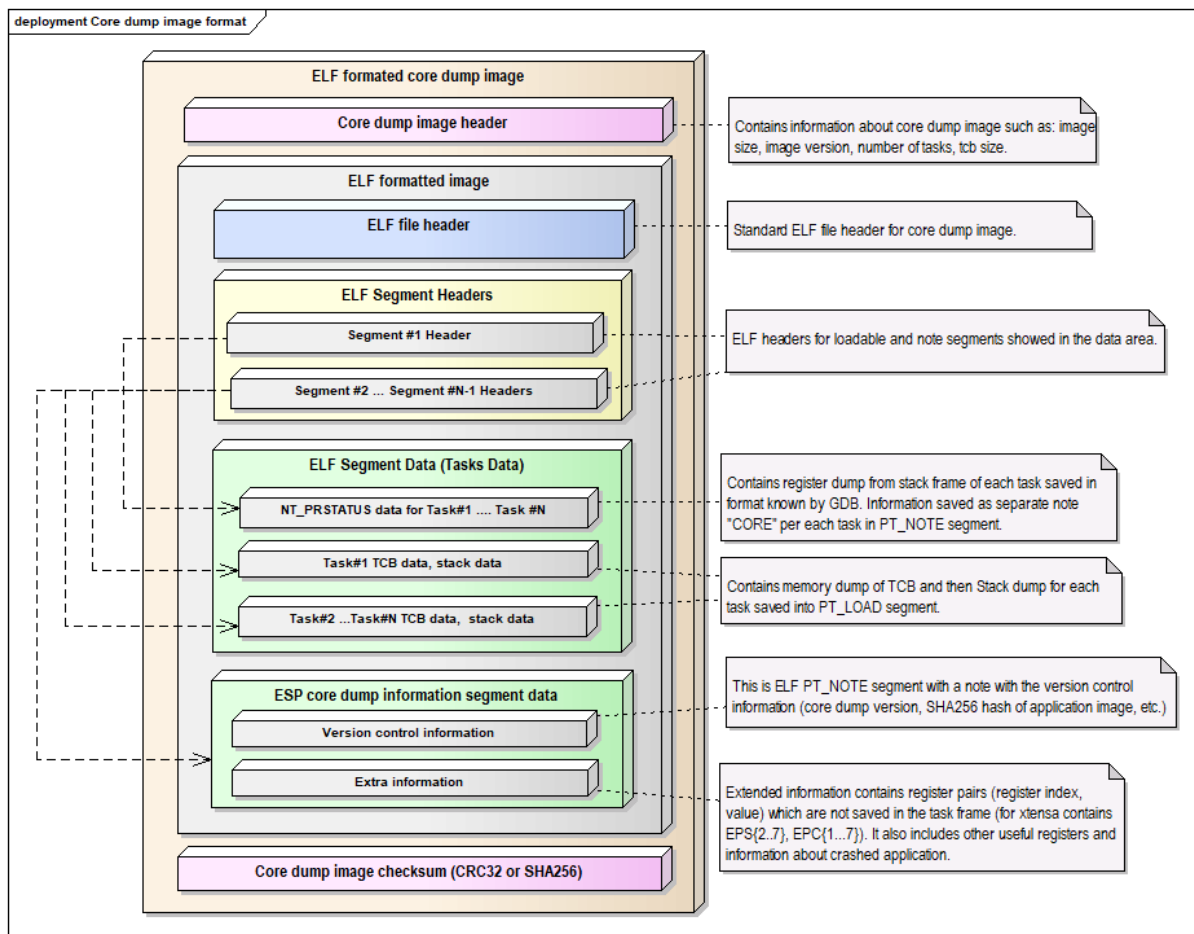 deployment Core dump image format
ELF formated core dump image
Core dump image header
Contains information about core dump image such as: image
size, image version, number of tasks, tcb size.
ELF formatted image
ELF file header
Standard ELF file header for core dump image.
ELF Segment Headers
Segment #1 Header
ELF headers for loadable and note segments showed in the data area.
Segment #2 ... Segment #N-1 Headers
ELF Segment Data (Tasks Data)
NT_PRSTATUS data for Task#1 .... Task #N
Contains register dump from stack frame of each task saved in
format known by GDB. Information saved as separate note
"CORE" per each task in PT_NOTE segment.
Task#1 TCB data, stack data
Task#2 ...Task#N TCB data,  stack data
Contains memory dump of TCB and then Stack dump for each
task saved into PT_LOAD segment.
ESP core dump information segment data
Version control information
This is ELF PT_NOTE segment with a note with the version control
information (core dump version, SHA256 hash of application image, etc.)
Extra information
Extended information contains register pairs (register index,
value) which are not saved in the task frame (for xtensa contains
EPS{2..7}, EPC{1...7}). It also includes other useful registers and
information about crashed application.
Core dump image checksum (CRC32 or SHA256)